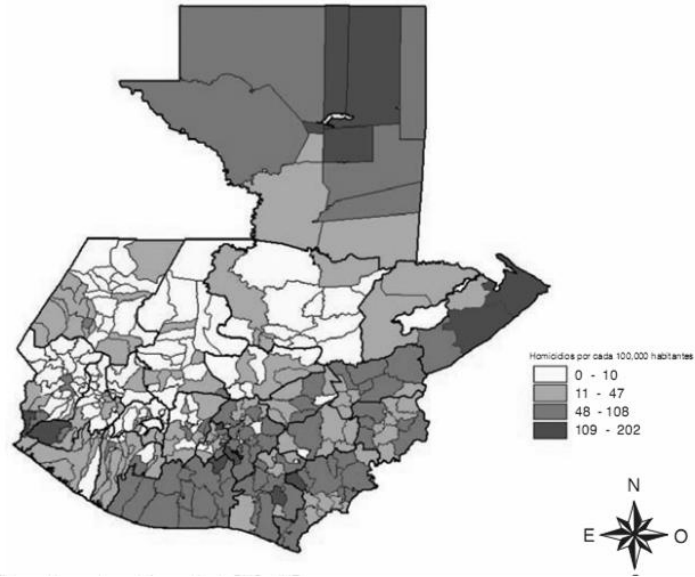 Homicidios por cada 100,000 habitantes
0 - 10
11 - 47
48 - 108
109 - 202
N
E
O